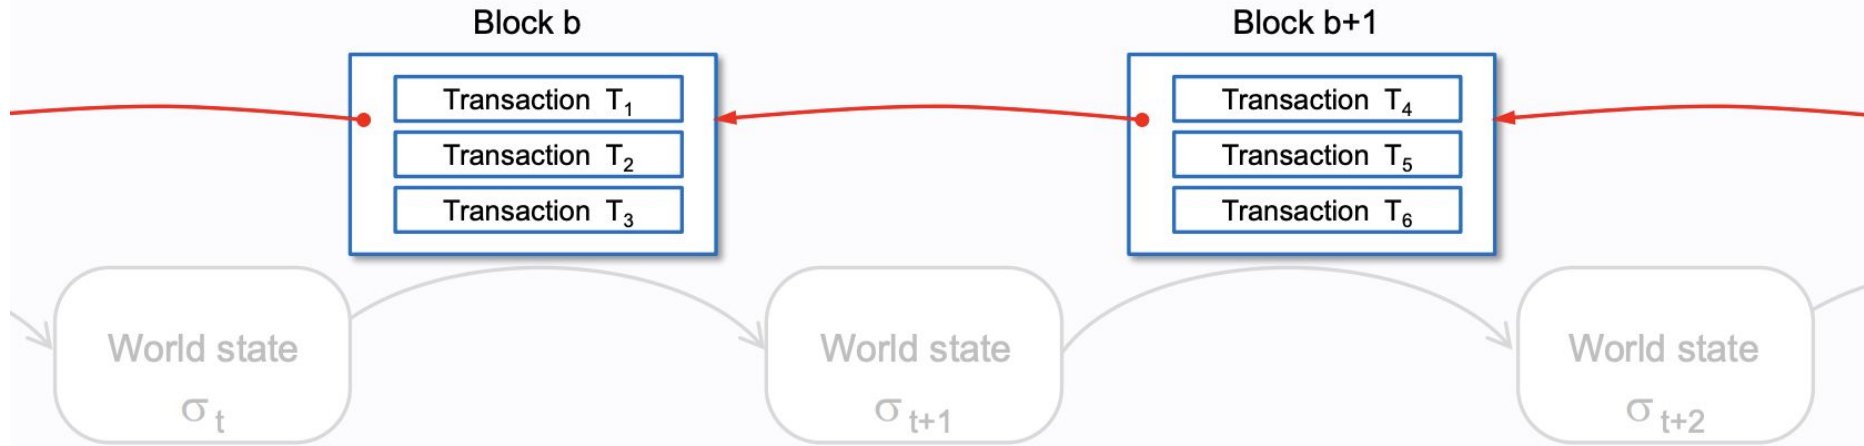 Block b
Block b+1
Transaction T₁
Transaction T₂
Transaction T₃
Transaction T₄
Transaction T₅
Transaction T₆
World state
σ t
World state
σ t+1
World state
σ t+2